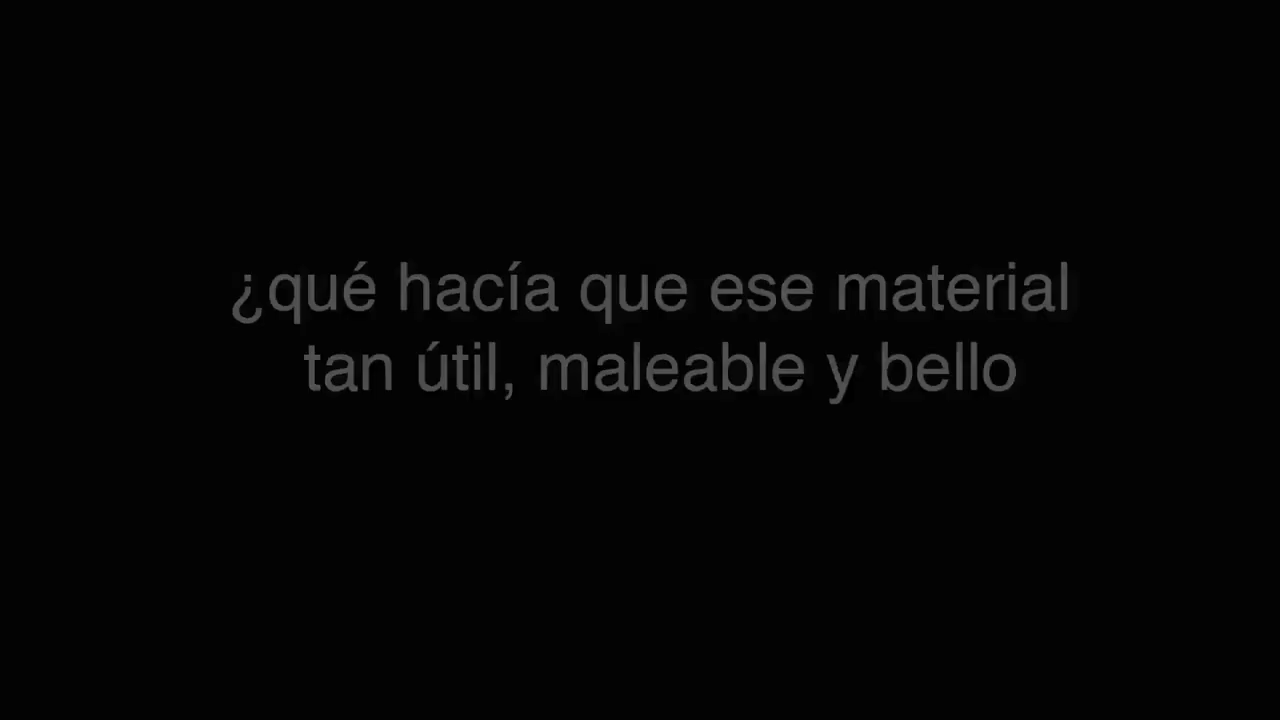 ¿qué hacía que ese material
tan útil, maleable y bello